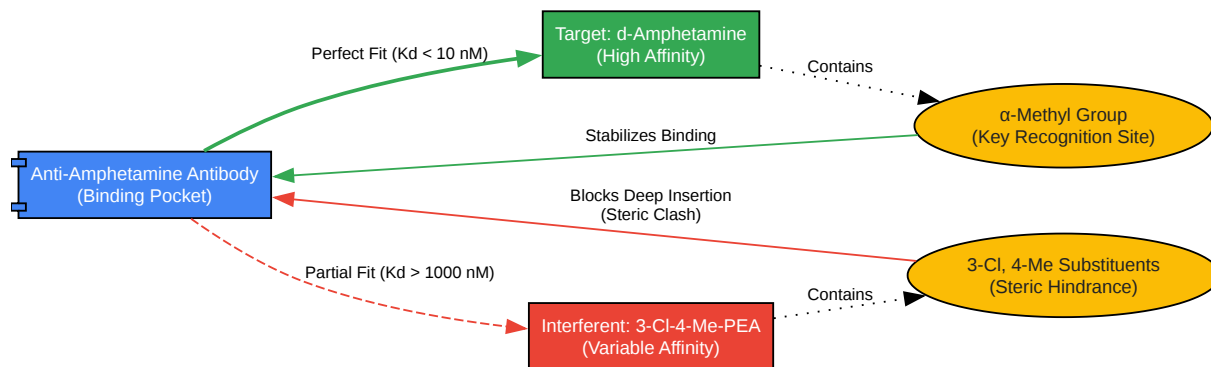 Target: d-Amphetamine
(High Affinity)
Perfect Fit (Kd < 10 nM)
Contains
α-Methyl Group
(Key Recognition Site)
Stabilizes Binding
Anti-Amphetamine Antibody
(Binding Pocket)
Blocks Deep Insertion
(Steric Clash)
3-Cl, 4-Me Substituents
(Steric Hindrance)
Partial Fit (Kd > 1000 nM)
Contains
Interferent: 3-Cl-4-Me-PEA
(Variable Affinity)